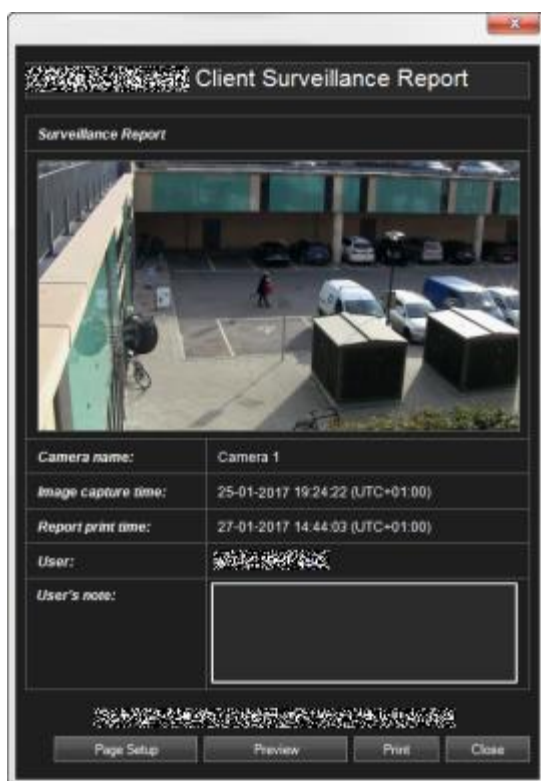 Client Surveillance Report
Surveillance Report
Camera name: Camera 1
Image capture time: 25-01-2017 19:24:22 (UTC+01:00)
Report print time: 27-01-2017 14:44:03 (UTC+01:00)
User:
User's note:
Page Setup Preview Print Close